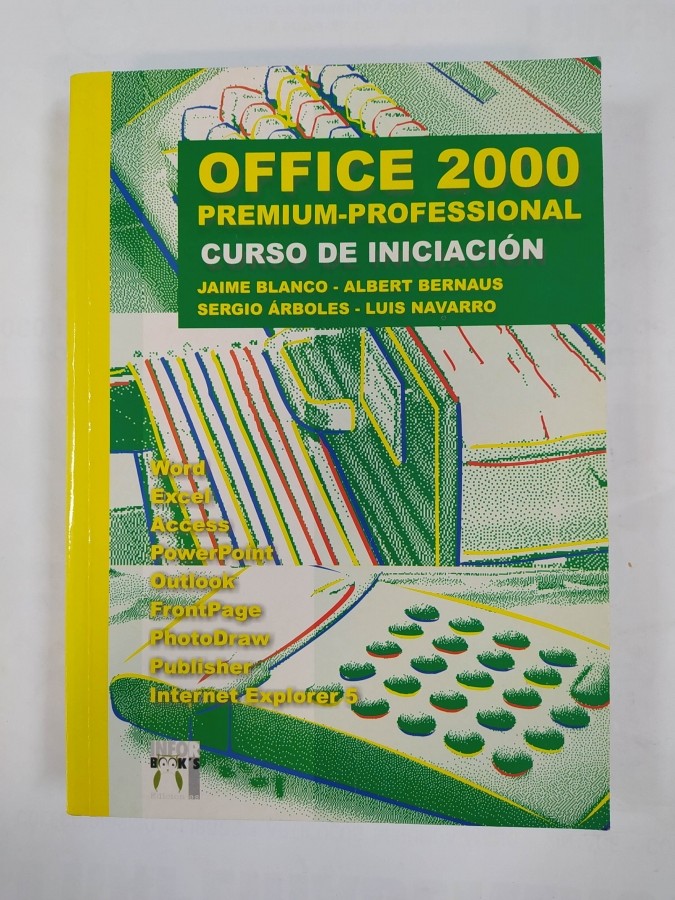 OFFICE 2000
PREMIUM-PROFESSIONAL
CURSO DE INICIACIÓN
JAIME BLANCO - ALBERT BERNAUS
SERGIO ÁRBOLES - LUIS NAVARRO
Word
Excel
Access
PowerPoint
Outlook
FrontPage
PhotoDraw
Publisher
Internet Explorer 5
INFOR
BOOK'S